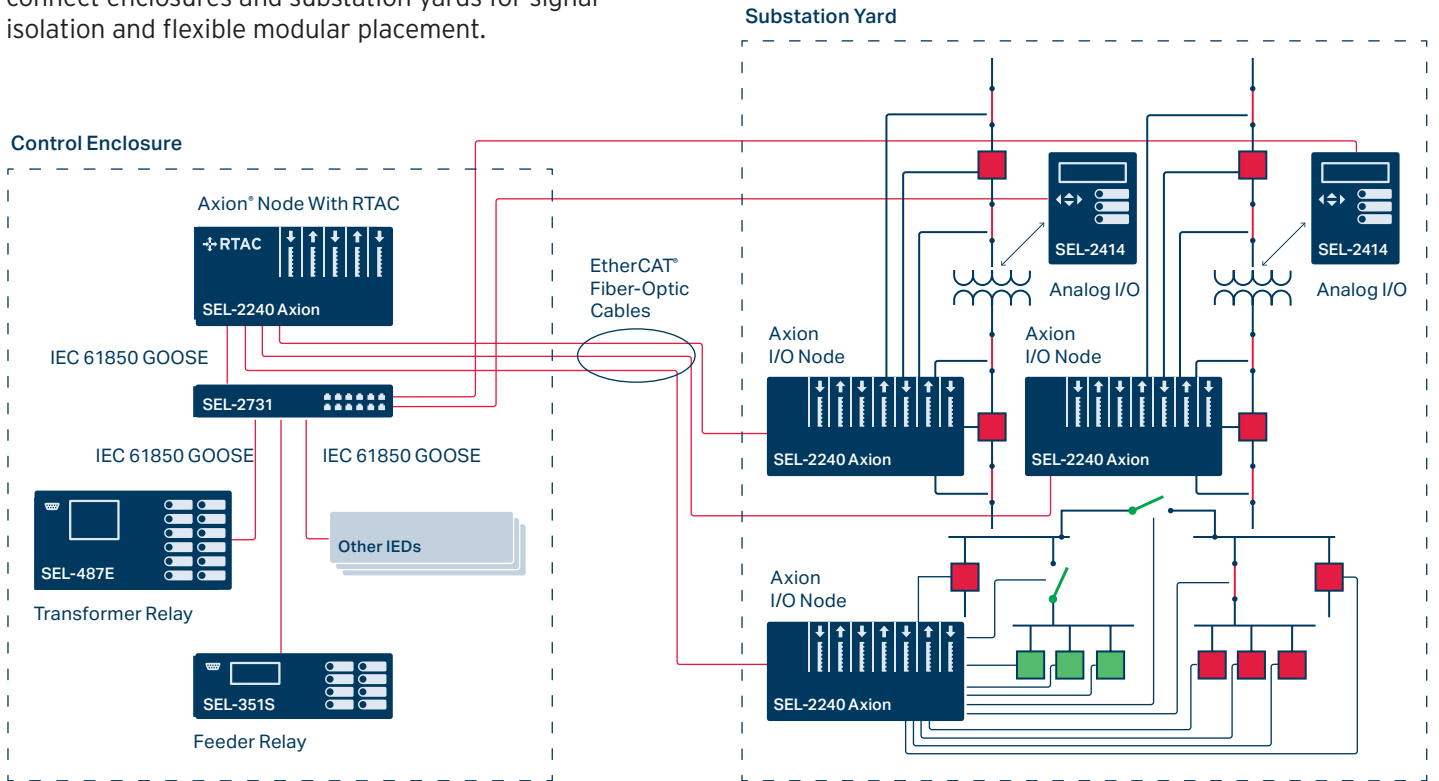 connect enclosures and substation yards for signal
isolation and flexible modular placement.
Substation Yard
Control Enclosure
Axion® Node With RTAC
RTAC
SEL-2240 Axion
IEC 61850 GOOSE
SEL-2731
IEC 61850 GOOSE
IEC 61850 GOOSE
SEL-487E
Transformer Relay
Other IEDs
SEL-351S
Feeder Relay
EtherCAT®
Fiber-Optic
Cables
SEL-2414
Analog I/O
SEL-2414
Analog I/O
Axion
I/O Node
SEL-2240 Axion
Axion
I/O Node
SEL-2240 Axion
Axion
I/O Node
SEL-2240 Axion